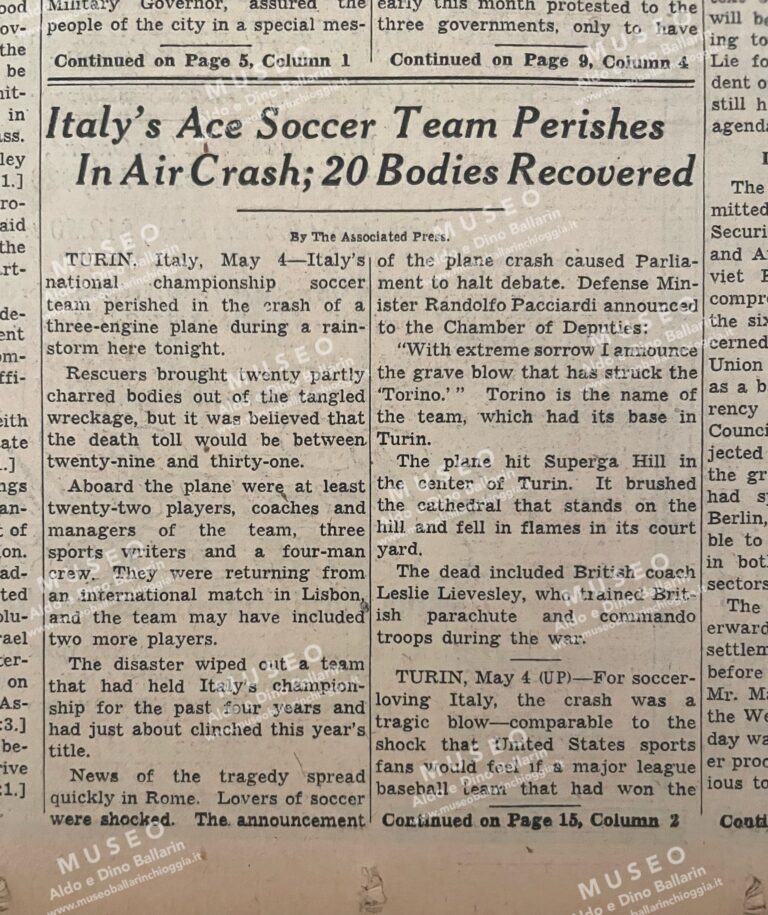 Military Governor, assured the
people of the city in a special mes-
Continued on Page 5, Column 1
early this month protested to the
three governments, only to have
Continued on Page 9, Column 4
Italy's Ace Soccer Team Perishes
In Air Crash; 20 Bodies Recovered
By The Associated Press.
TURIN, Italy, May 4—Italy's
national championship soccer
team perished in the crash of a
three-engine plane during a rain-
storm here tonight.
Rescuers brought twenty partly
charred bodies out of the tangled
wreckage, but it was believed that
the death toll would be between
twenty-nine and thirty-one.
Aboard the plane were at least
twenty-two players, coaches and
managers of the team, three
sports writers and a four-man
crew. They were returning from
an international match in Lisbon,
and the team may have included
two more players.
The disaster wiped out a team
that had held Italy's champion-
ship for the past four years and
had just about clinched this year's
title.
News of the tragedy spread
quickly in Rome. Lovers of soccer
were shocked. The announcement
of the plane crash caused Parlia-
ment to halt debate. Defense Min-
ister Randolfo Pacciardi announced
to the Chamber of Deputies:
"With extreme sorrow I announce
the grave blow that has struck the
'Torino.'" Torino is the name of
the team, which had its base in
Turin.
The plane hit Superga Hill in
the center of Turin. It brushed
the cathedral that stands on the
hill and fell in flames in its court
yard.
The dead included British coach
Leslie Lievesley, who trained Brit-
ish parachute and commando
troops during the war.
TURIN, May 4 (UP)—For soccer-
loving Italy, the crash was a
tragic blow—comparable to the
shock that United States sports
fans would feel if a major league
baseball team that had won the
Continued on Page 15, Column 2
MUSEO
Aldo e Dino Ballarin
www.museoballarinchioggia.it